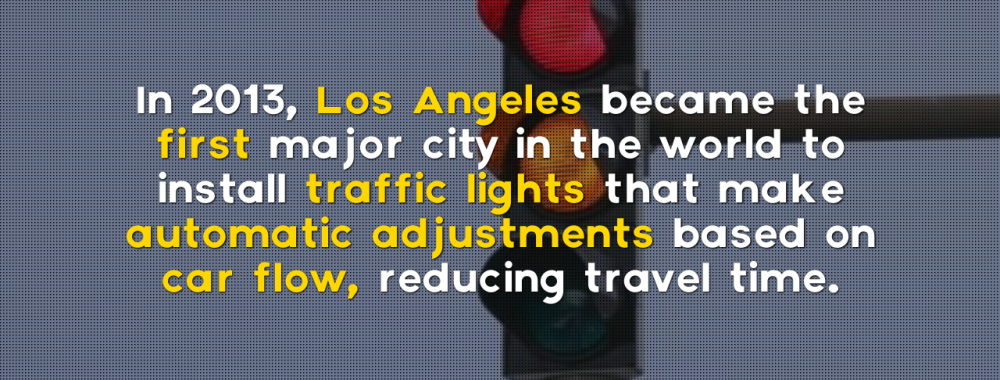 In 2013, Los Angeles became the
first major city in the world to
install traffic lights that make
automatic adjustments based on
car flow, reducing travel time.